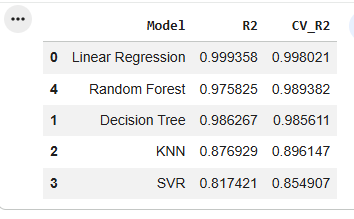 Model R2 CV_R2
0 Linear Regression 0.999358 0.998021
4 Random Forest 0.975825 0.989382
1 Decision Tree 0.986267 0.985611
2 KNN 0.876929 0.896147
3 SVR 0.817421 0.854907